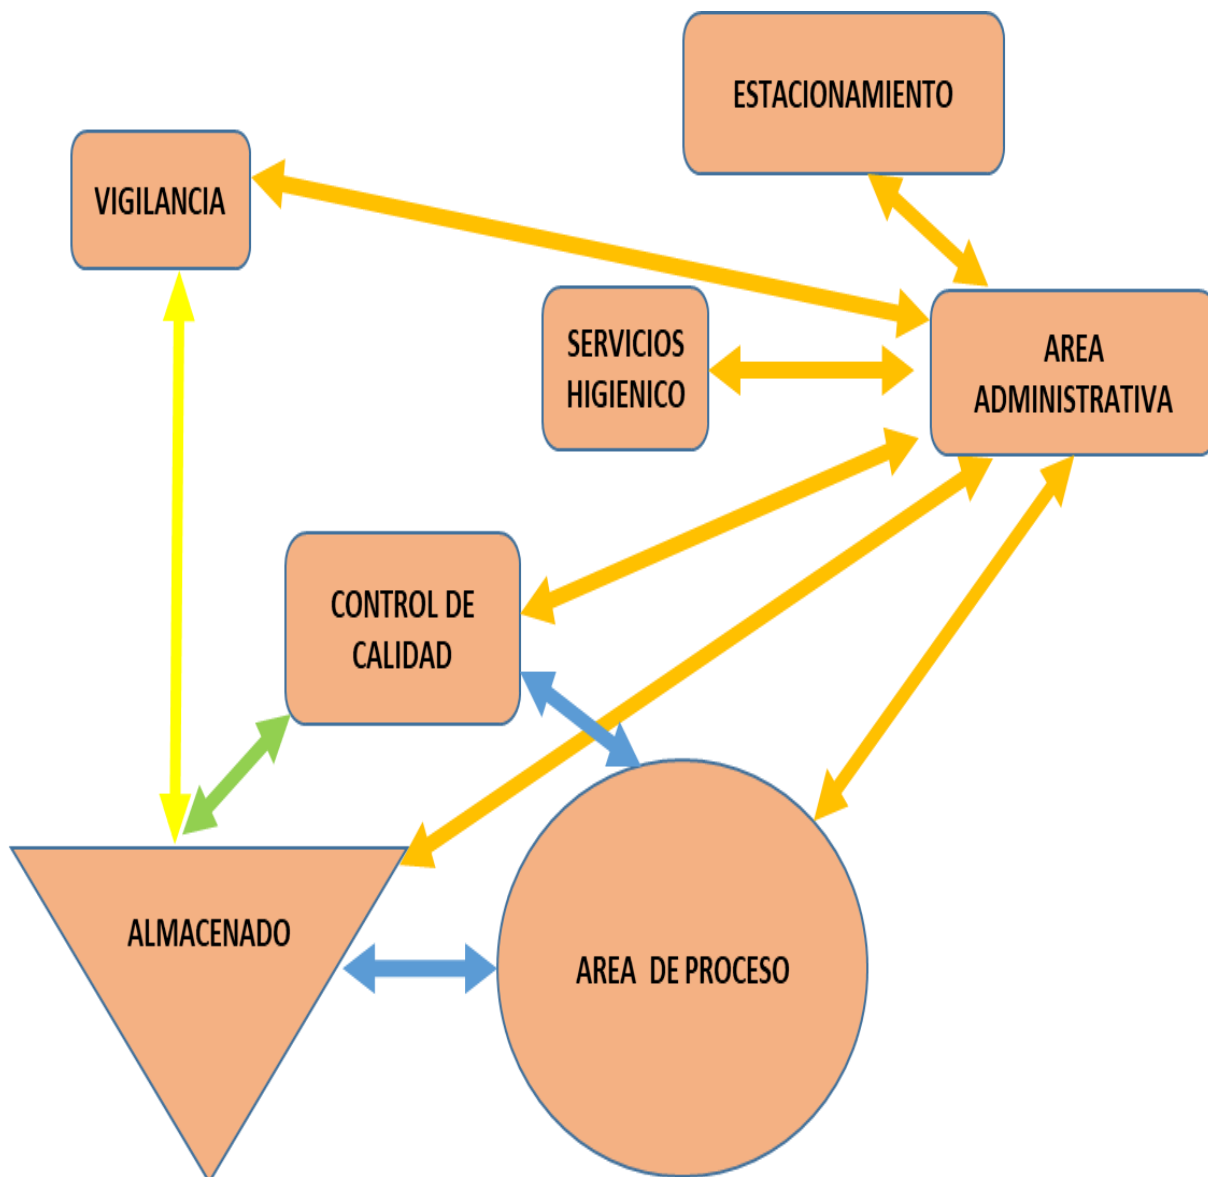 ESTACIONAMIENTO
VIGILANCIA
SERVICIOS
HIGIENICO
AREA
ADMINISTRATIVA
CONTROL DE
CALIDAD
ALMACENADO
AREA DE PROCESO